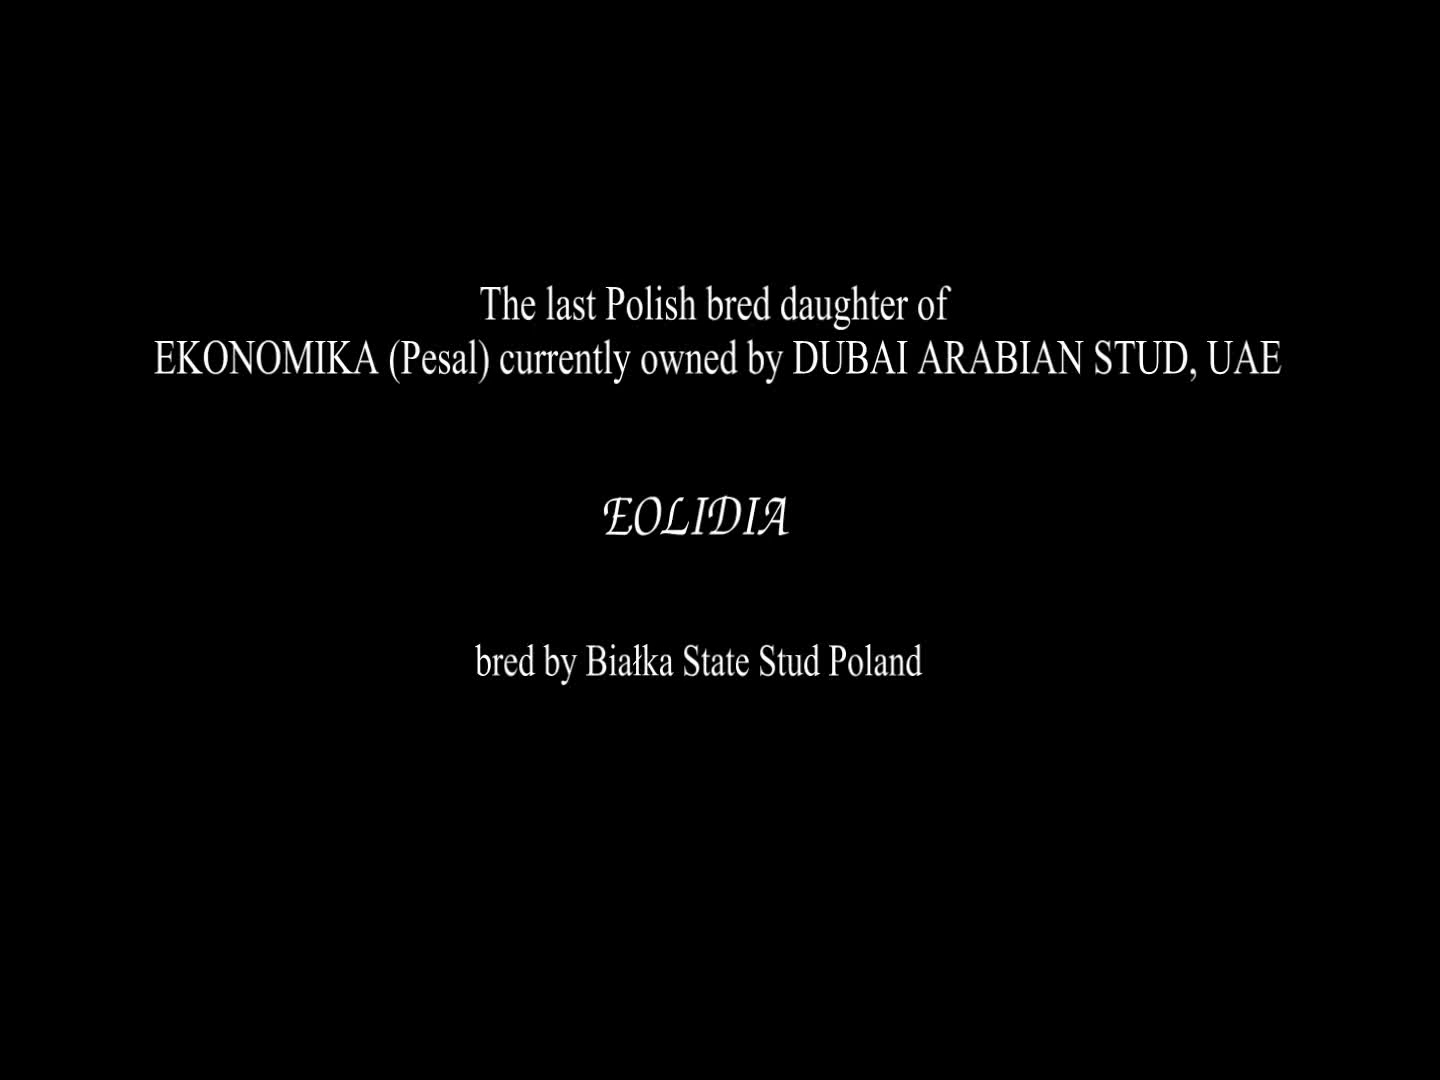 The last Polish bred daughter of
EKONOMIKA (Pesal) currently owned by DUBAI ARABIAN STUD, UAE
EOLIDIA
bred by Białka State Stud Poland